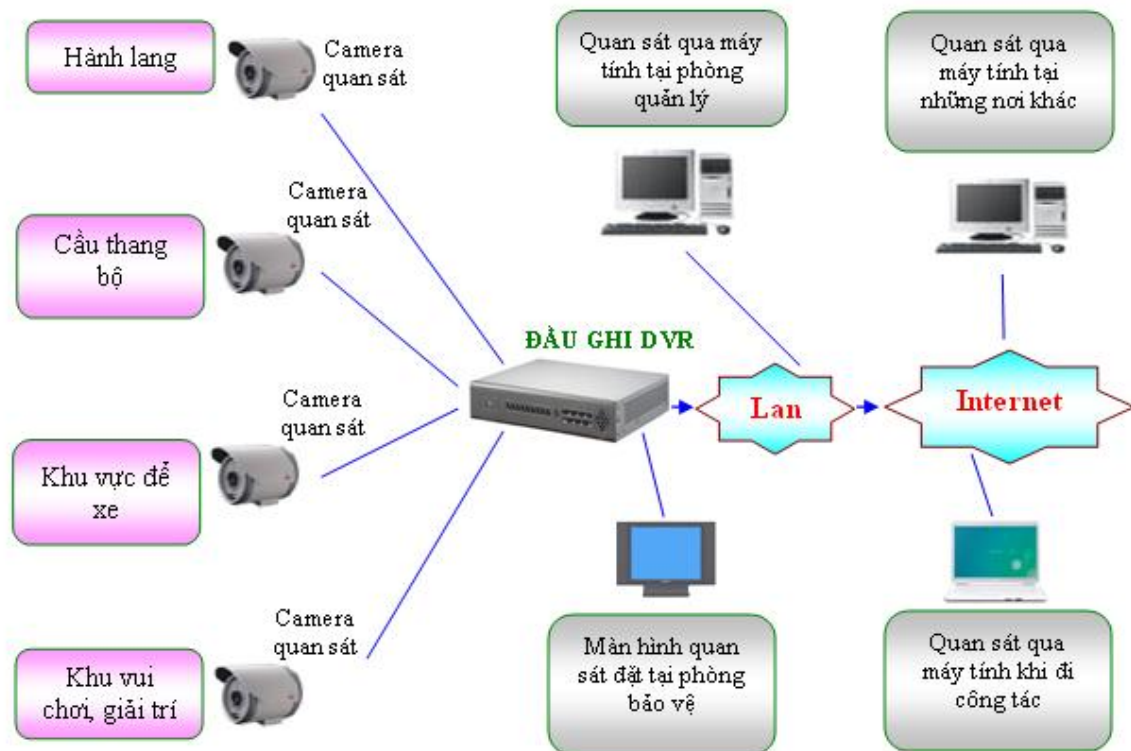 Hành lang
Camera
quan sát
Quan sát qua máy
tính tại phòng
quản lý
Quan sát qua
máy tính tại
những nơi khác
Camera
quan sát
Cầu thang
bộ
ĐẦU GHI DVR
Lan
Internet
Camera
quan sát
Khu vực để
xe
Camera
quan sát
Khu vui
chơi, giải trí
Màn hình quan
sát đặt tại phòng
bảo vệ
Quan sát qua
máy tính khi đi
công tác